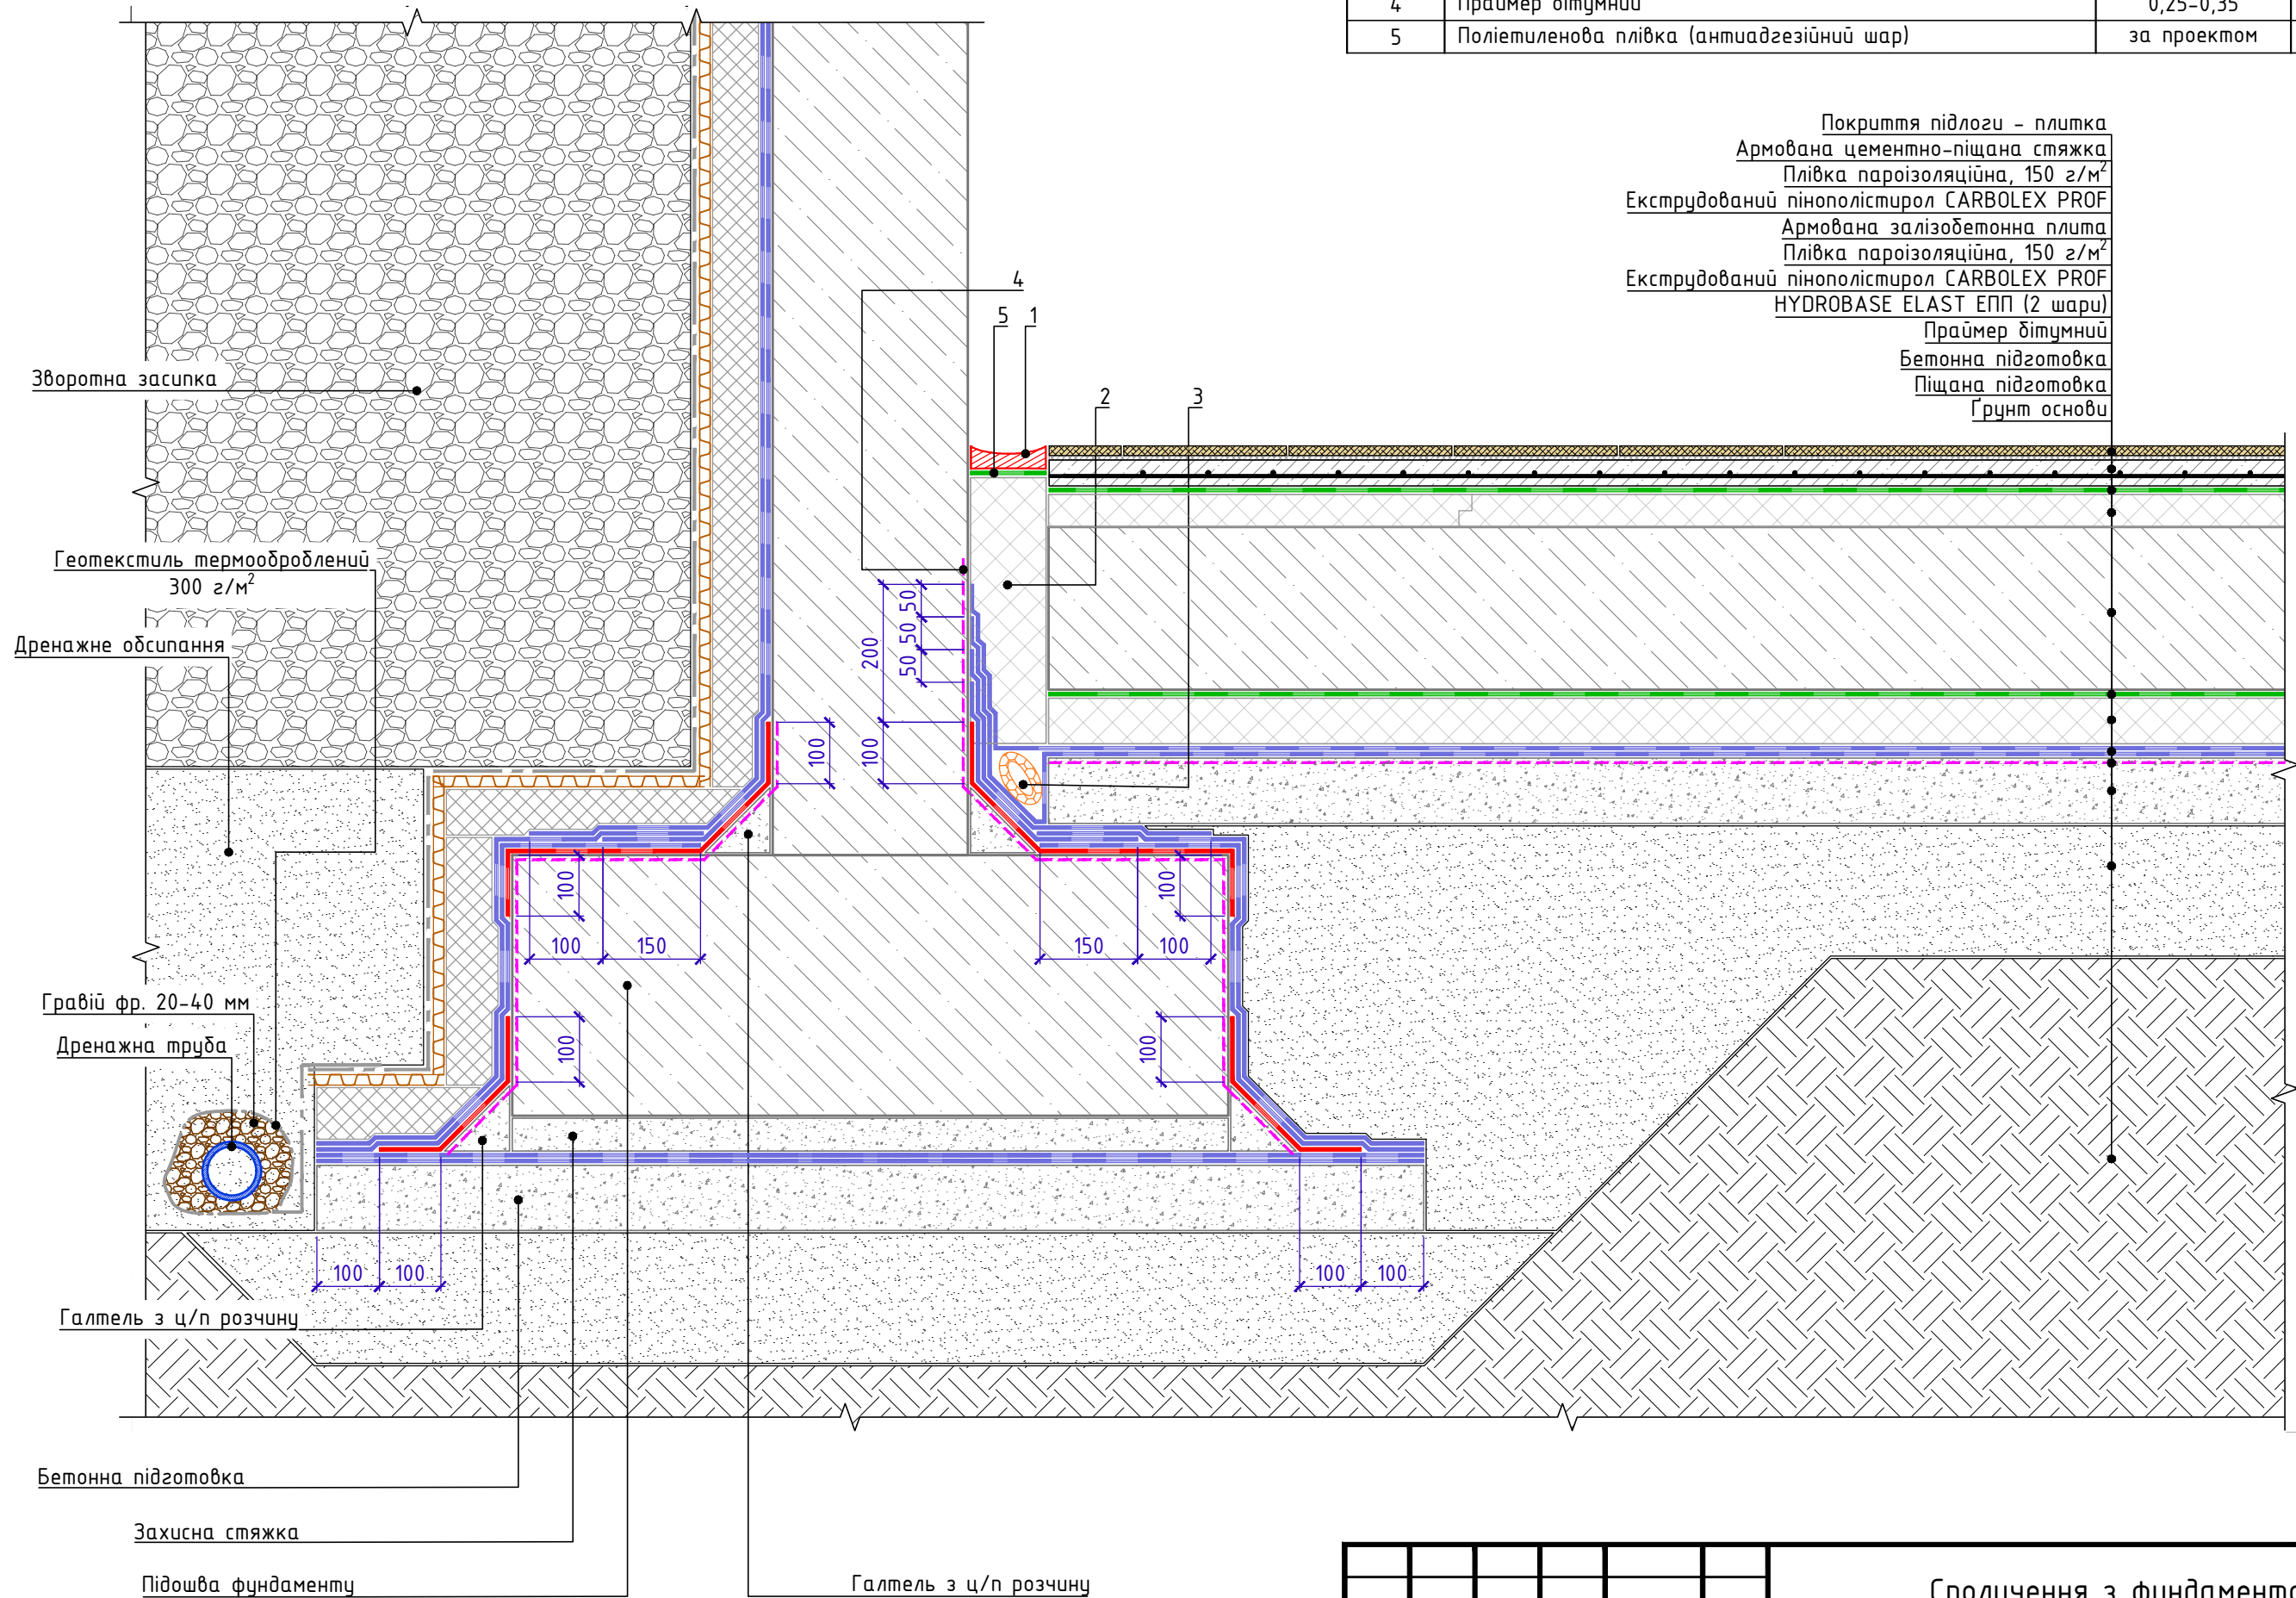 4 Праймер бітумний 0,25-0,35
5 Поліетиленова плівка (антиадгезійний шар) за проектом
Покриття підлоги - плитка
Армована цементно-піщана стяжка
Плівка пароізоляційна, 150 г/м²
Екструдований пінополістирол CARBOLEX PROF
Армована залізобетонна плита
Плівка пароізоляційна, 150 г/м²
Екструдований пінополістирол CARBOLEX PROF
HYDROBASE ELAST ЕПП (2 шари)
Праймер бітумний
Бетонна підготовка
Піщана підготовка
Ґрунт основи
4
5 1
2 3
Зворотна засипка
Геотекстиль термооброблений
300 г/м²
Дренажне обсипання
50
50
50
200
100
100
100
100
100 150
150 100
Гравій фр. 20-40 мм
Дренажна труба
100
100
100 100
100 100
Галтель з ц/п розчину
Бетонна підготовка
Захисна стяжка
Підошва фундаменту
Галтель з ц/п розчину
Сполучення з